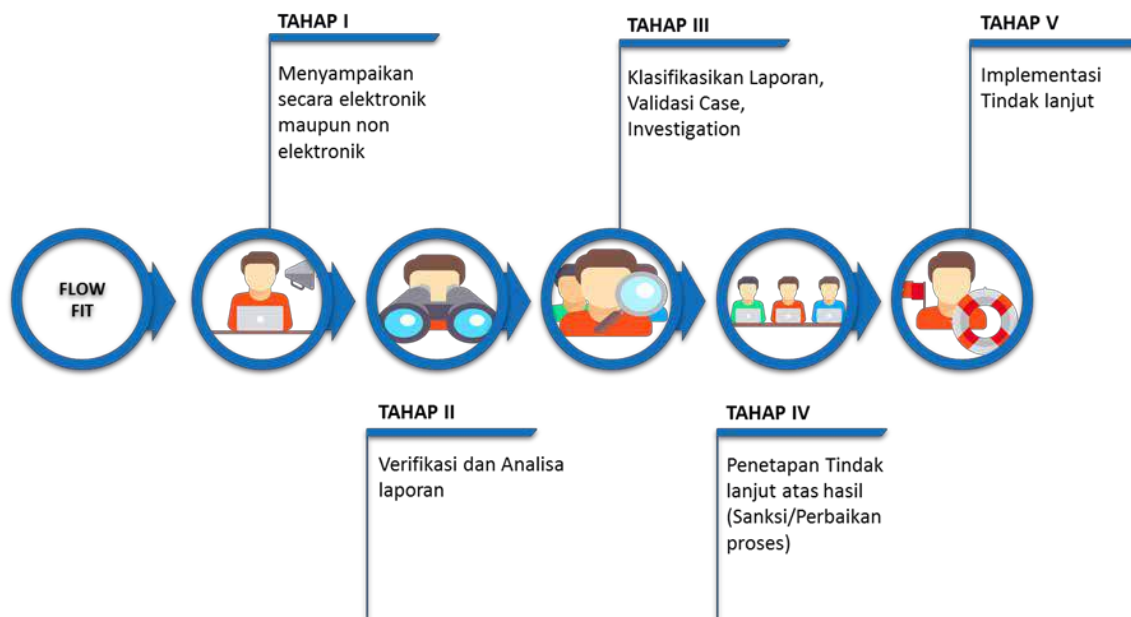 FLOW
FIT
TAHAP I
Menyampaikan
secara elektronik
maupun non
elektronik
TAHAP II
Verifikasi dan Analisa
laporan
TAHAP III
Klasifikasikan Laporan,
Validasi Case,
Investigation
TAHAP IV
Penetapan Tindak
lanjut atas hasil
(Sanksi/Perbaikan
proses)
TAHAP V
Implementasi
Tindak lanjut